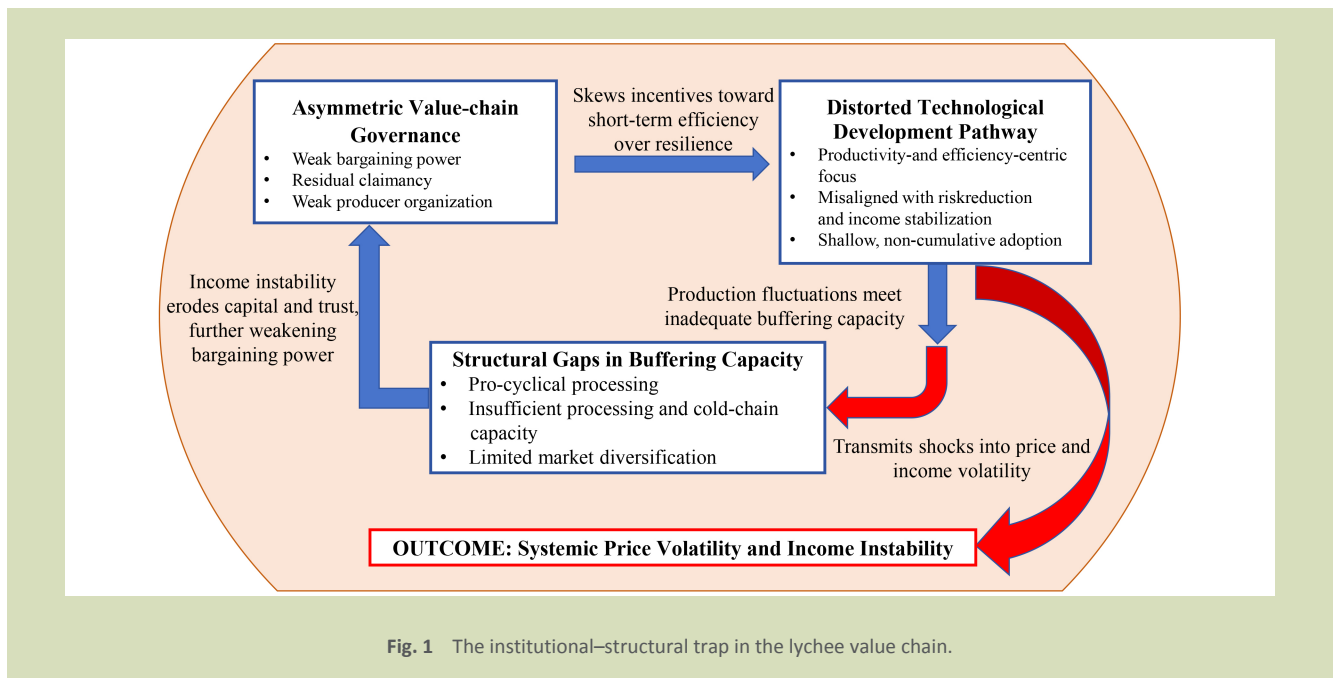 Asymmetric Value-chain
Governance
• Weak bargaining power
• Residual claimancy
• Weak producer organization
Skews incentives toward
short-term efficiency
over resilience
Distorted Technological
Development Pathway
• Productivity-and efficiency-centric
focus
• Misaligned with riskreduction
and income stabilization
• Shallow, non-cumulative adoption
Income instability
erodes capital and trust,
further weakening
bargaining power
Production fluctuations meet
inadequate buffering capacity
Structural Gaps in Buffering Capacity
• Pro-cyclical processing
• Insufficient processing and cold-chain
capacity
• Limited market diversification
Transmits shocks into price and
income volatility
OUTCOME: Systemic Price Volatility and Income Instability
Fig. 1 The institutional–structural trap in the lychee value chain.